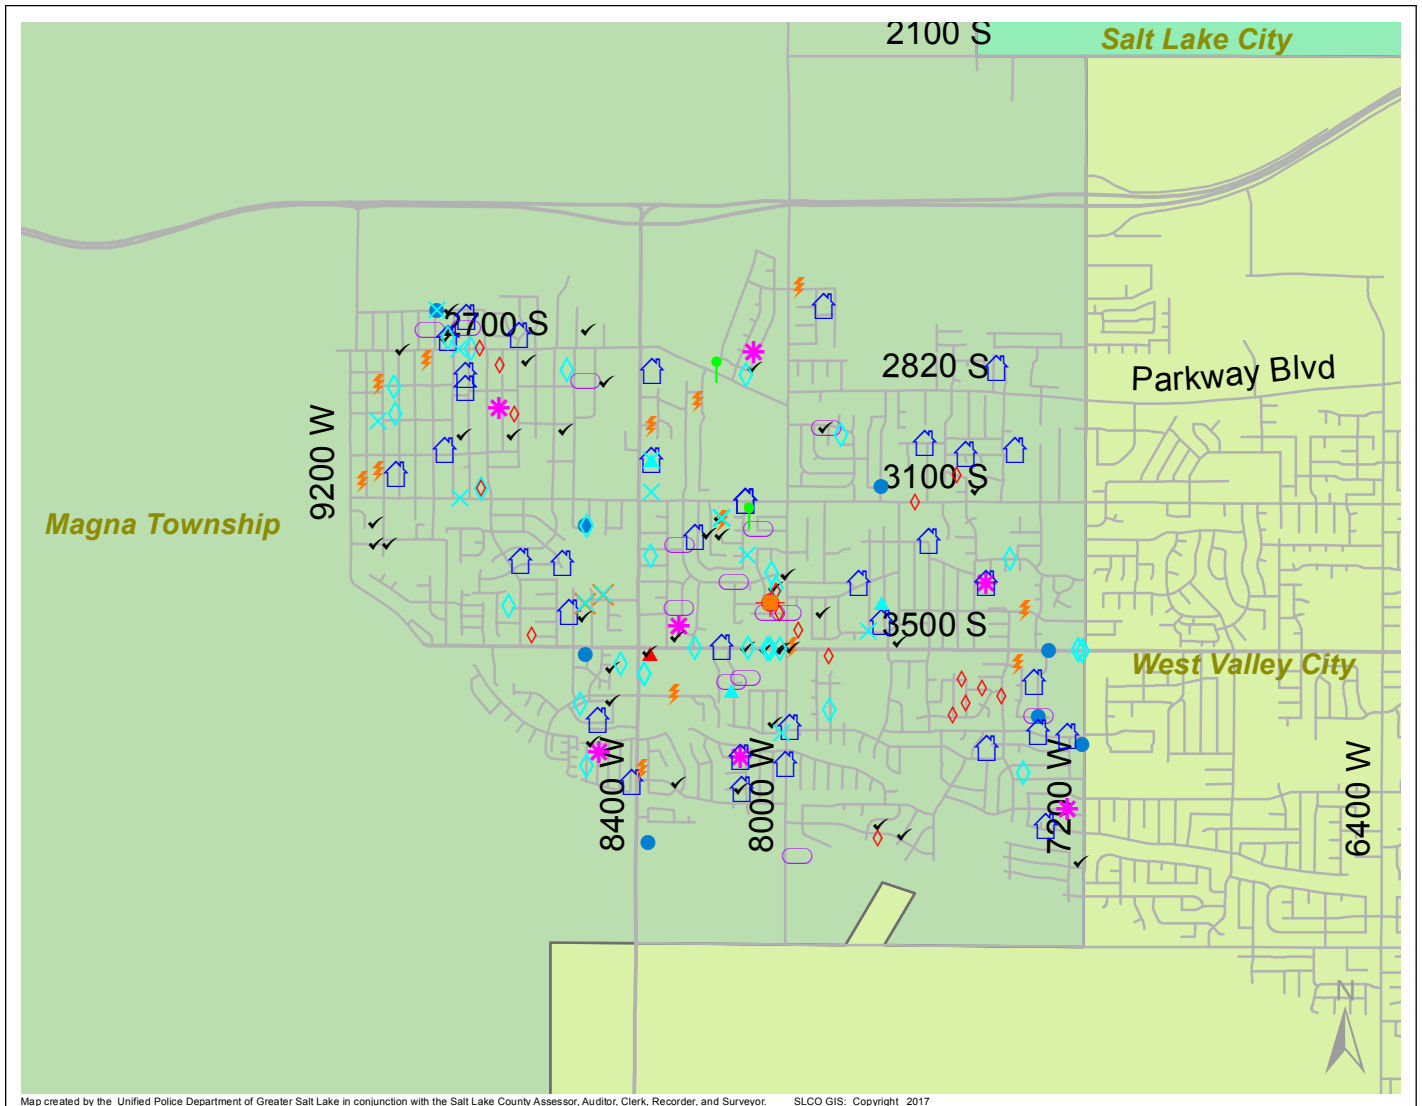 2100 S
Salt Lake City
2700 S
2820 S
Parkway Blvd
9200 W
3100 S
Magna Township
3500 S
West Valley City
8400 W
8000 W
7200 W
6400 W
N
Map created by the Unified Police Department of Greater Salt Lake in conjunction with the Salt Lake County Assessor, Auditor, Clerk, Recorder, and Surveyor. SLCO GIS: Copyright 2017